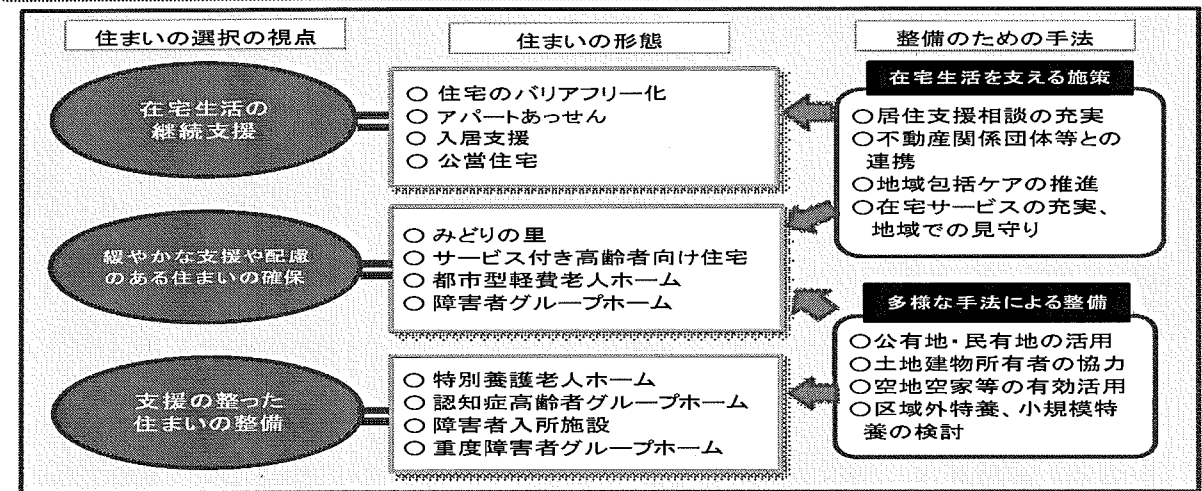 住まいの選択の視点
住まいの形態
整備のための手法
在宅生活の
継続支援
○ 住宅のバリアフリー化
○ アパートあっせん
○ 入居支援
○ 公営住宅
在宅生活を支える施策
○居住支援相談の充実
○不動産関係団体等との
連携
○地域包括ケアの推進
○在宅サービスの充実、
地域での見守り
緩やかな支援や配慮
のある住まいの確保
○ みどりの里
○ サービス付き高齢者向け住宅
○ 都市型軽費老人ホーム
○ 障害者グループホーム
多様な手法による整備
○公有地・民有地の活用
○土地建物所有者の協力
○空地空家等の有効活用
○区域外特養、小規模特
養の検討
支援の整った
住まいの整備
○ 特別養護老人ホーム
○ 認知症高齢者グループホーム
○ 障害者入所施設
○ 重度障害者グループホーム